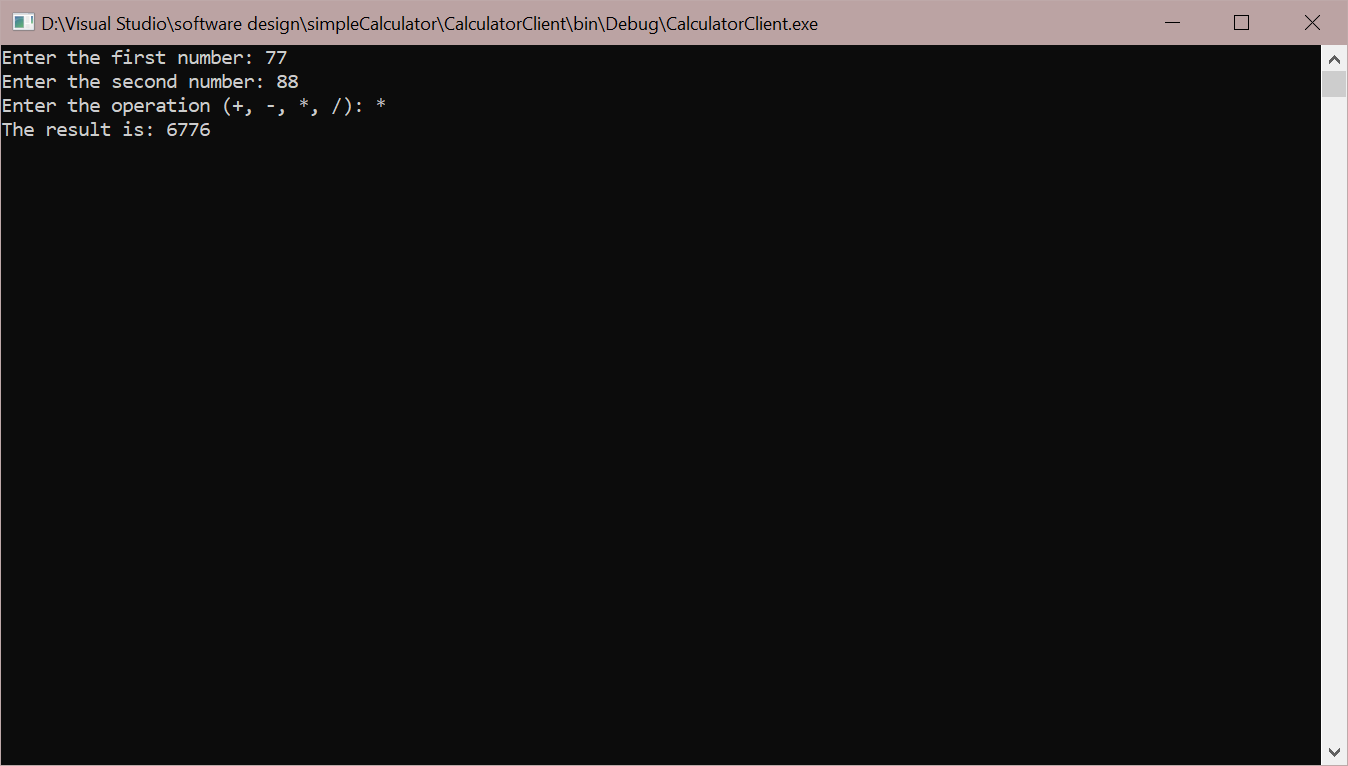 D:\Visual Studio\software design\simpleCalculator\CalculatorClient\bin\Debug\CalculatorClient.exe
Enter the first number: 77
Enter the second number: 88
Enter the operation (+, -, *, /): *
The result is: 6776